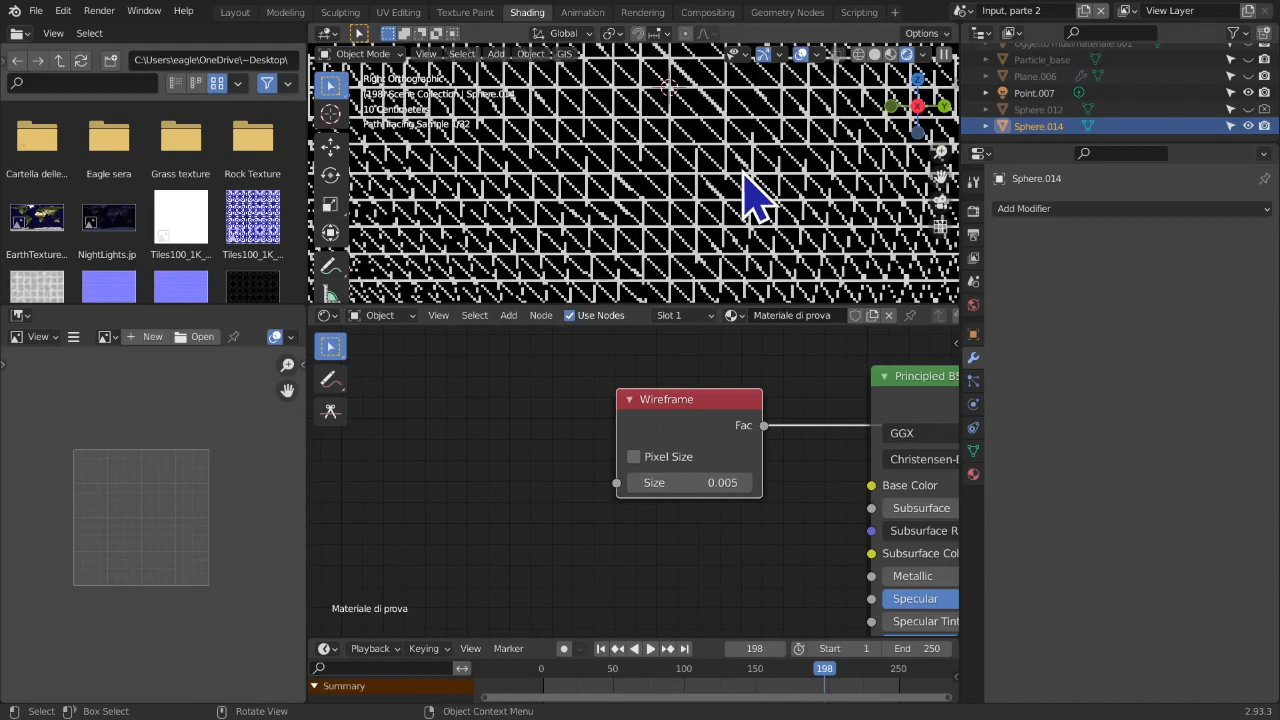 File Edit Render Window Help
Layout Modeling Sculpting UV Editing Texture Paint Shading Animation Rendering Compositing Geometry Nodes Scripting
Input, parte 2
View Layer
View Select
Global
Options
C:\Users\eagle\OneDrive\~Desktop\
Object Mode View Select Add Object GIS
Right Orthographic
(198) Scene Collection | Sphere.014
10 Centimeters
Particle_base
Plane.006
Point.007
Sphere.012
Sphere.014
Sphere.014
Add Modifier
Cartella delle...
Eagle sera
Grass texture
Rock Texture
EarthTexture...
NightLights.jp
Tiles100_1K_...
Tiles100_1K_...
View
New
Open
Object View Select Add Node Use Nodes Slot 1 Materiale di prova
Wireframe
Fac
Pixel Size
Size 0.005
Principled BS
GGX
Christensen-B
Base Color
Subsurface
Subsurface R
Subsurface Col
Metallic
Specular
Specular Tint
Materiale di prova
Playback Keying View Marker 198 Start 1 End 250
0 50 100 150 198 250
Summary
Select Box Select Rotate View Object Context Menu 2.93.3